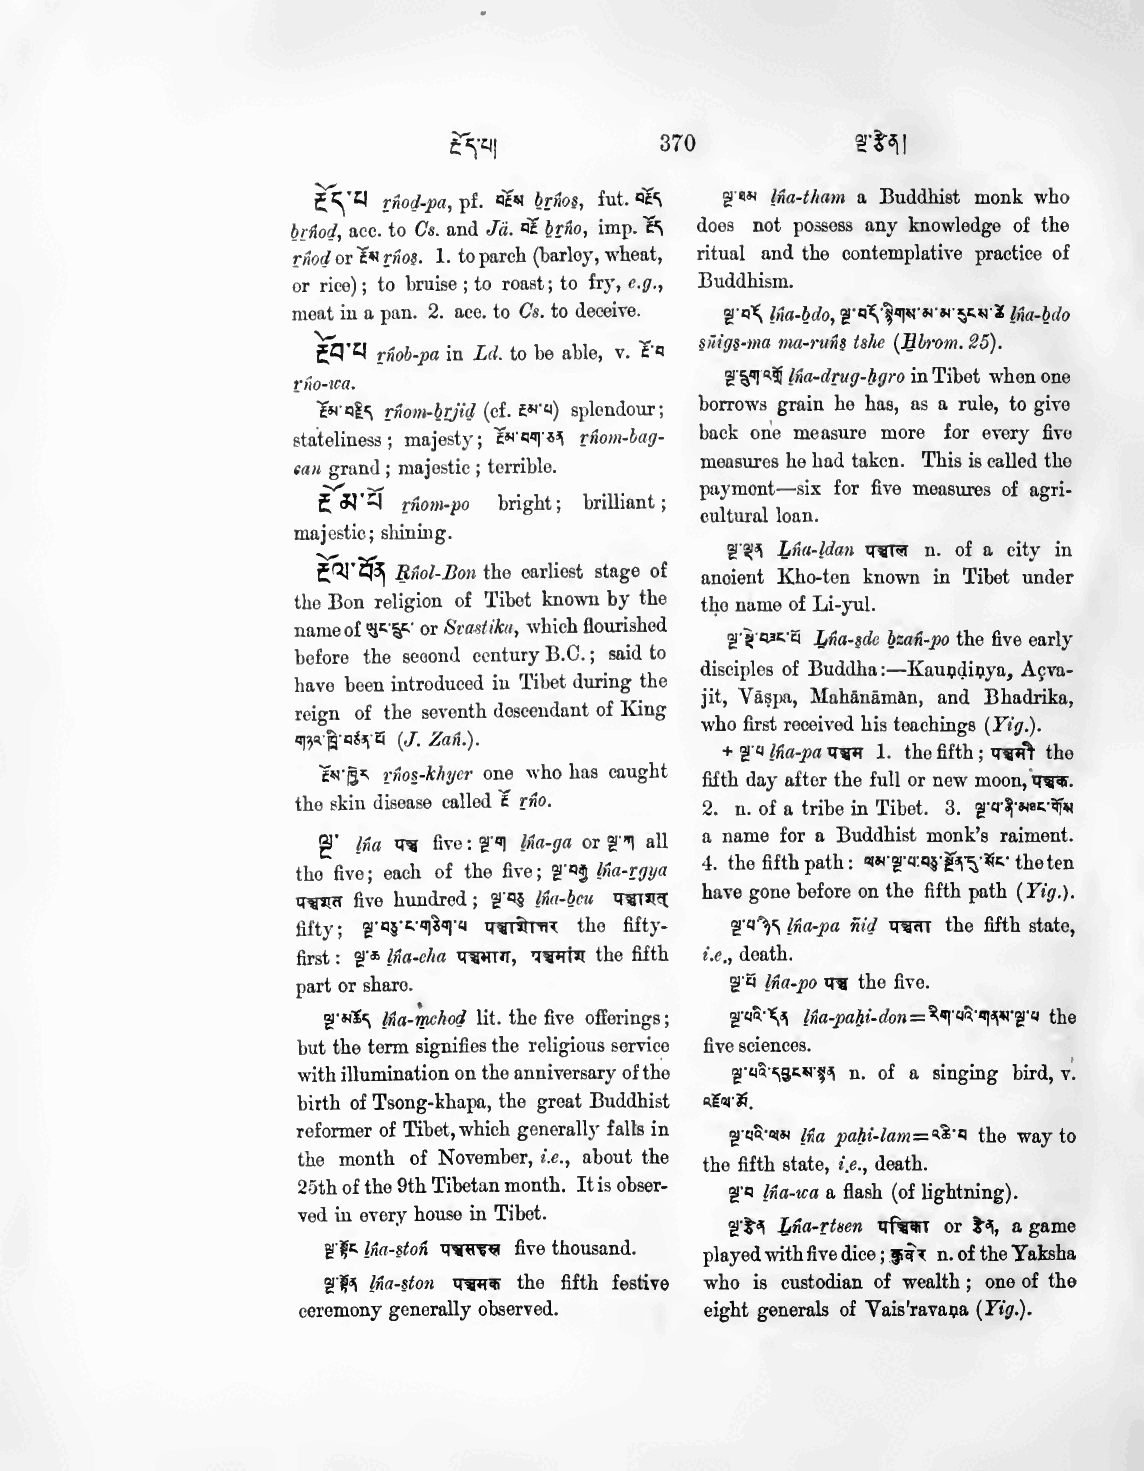 རྔོད་པ།
370
ལྔ་རྩེན།
རྔོད་པ rṅod-pa, pf. བརྔོས brṅos, fut. བརྔོད
brṅod, acc. to Cs. and Jä. བརྔོ brṅo, imp. རྔོད
rṅod or རྔོས rṅos. 1. to parch (barley, wheat,
or rice); to bruise; to roast; to fry, e.g.,
meat in a pan. 2. acc. to Cs. to deceive.
རྔོབ་པ rṅob-pa in Ld. to be able, v. རྔོ་བ
rṅo-wa.
རྔོམ་བརྗིད rṅom-brjid (cf. རྔམ་པ) splendour;
stateliness; majesty; རྔོམ་བག་ཅན rṅom-bag-
can grand; majestic; terrible.
རྔོམ་པོ rṅom-po bright; brilliant;
majestic; shining.
རྔོལ་བོན Rṅol-Bon the earliest stage of
the Bon religion of Tibet known by the
name of གཡུང་དྲུང་ or Svastika, which flourished
before the second century B.C.; said to
have been introduced in Tibet during the
reign of the seventh descendant of King
གཉའ་ཁྲི་བཙན་པོ (J. Zaṅ.).
རྔོས་ཁྱེར rṅos-khyer one who has caught
the skin disease called རྔོ rṅo.
ལྔ་ lṅa पञ्च five: ལྔ་ག lṅa-ga or ལྔ་ཀ all
the five; each of the five; ལྔ་བརྒྱ lṅa-rgya
पञ्चशत five hundred; ལྔ་བཅུ lṅa-bcu पञ्चाशत्
fifty; ལྔ་བཅུ་ང་གཅིག་པ पञ्चाशोत्तर the fifty-
first: ལྔ་ཆ lṅa-cha पञ्चभाग, पञ्चमांश the fifth
part or share.
ལྔ་མཆོད lṅa-mchod lit. the five offerings;
but the term signifies the religious service
with illumination on the anniversary of the
birth of Tsong-khapa, the great Buddhist
reformer of Tibet, which generally falls in
the month of November, i.e., about the
25th of the 9th Tibetan month. It is obser-
ved in every house in Tibet.
ལྔ་སྟོང lṅa-stoṅ पञ्चसहस्र five thousand.
ལྔ་སྟོན lṅa-ston पञ्चमक the fifth festive
ceremony generally observed.
ལྔ་ཐམ lṅa-tham a Buddhist monk who
does not possess any knowledge of the
ritual and the contemplative practice of
Buddhism.
ལྔ་བདོ lṅa-bdo, ལྔ་བདོ་སྙིགས་མ་མ་རུངས་ཚེ lṅa-bdo
sñigs-ma ma-ruṅs tshe (Hbrom. 25).
ལྔ་དྲུག་འགྲོ lṅa-drug-hgro in Tibet when one
borrows grain he has, as a rule, to give
back one measure more for every five
measures he had taken. This is called the
payment—six for five measures of agri-
cultural loan.
ལྔ་ལྡན Lṅa-ldan पञ्चाल n. of a city in
ancient Kho-ten known in Tibet under
the name of Li-yul.
ལྔ་སྡེ་བཟང་པོ Lṅa-sde bzaṅ-po the five early
disciples of Buddha:—Kauṇḍiṇya, Açva-
jit, Vāṣpa, Mahānāmān, and Bhadrika,
who first received his teachings (Yig.).
+ ལྔ་པ lṅa-pa पञ्चम 1. the fifth; पञ्चमी the
fifth day after the full or new moon, पञ्चक.
2. n. of a tribe in Tibet. 3. ལྔ་པ་ནི་མཐང་གོས
a name for a Buddhist monk's raiment.
4. the fifth path: ལམ་ལྔ་པ་བཅུ་སྔོན་དུ་སོང་ the ten
have gone before on the fifth path (Yig.).
ལྔ་པ་ཉིད lṅa-pa ñid पञ्चता the fifth state,
i.e., death.
ལྔ་པོ lṅa-po पञ्च the five.
ལྔ་པའི་དོན lṅa-paḥi-don=རིག་པའི་གནས་ལྔ་པ the
five sciences.
ལྔ་པའི་དབྱངས་སྙན n. of a singing bird, v.
འཇོལ་མོ.
ལྔ་པའི་ལམ lṅa paḥi-lam=འཆི་བ the way to
the fifth state, i.e., death.
ལྔ་བ lṅa-wa a flash (of lightning).
ལྔ་རྩེན Lṅa-rtsen पञ्चिका or རྩེན, a game
played with five dice; कुवेर n. of the Yaksha
who is custodian of wealth; one of the
eight generals of Vais'ravaṇa (Yig.).